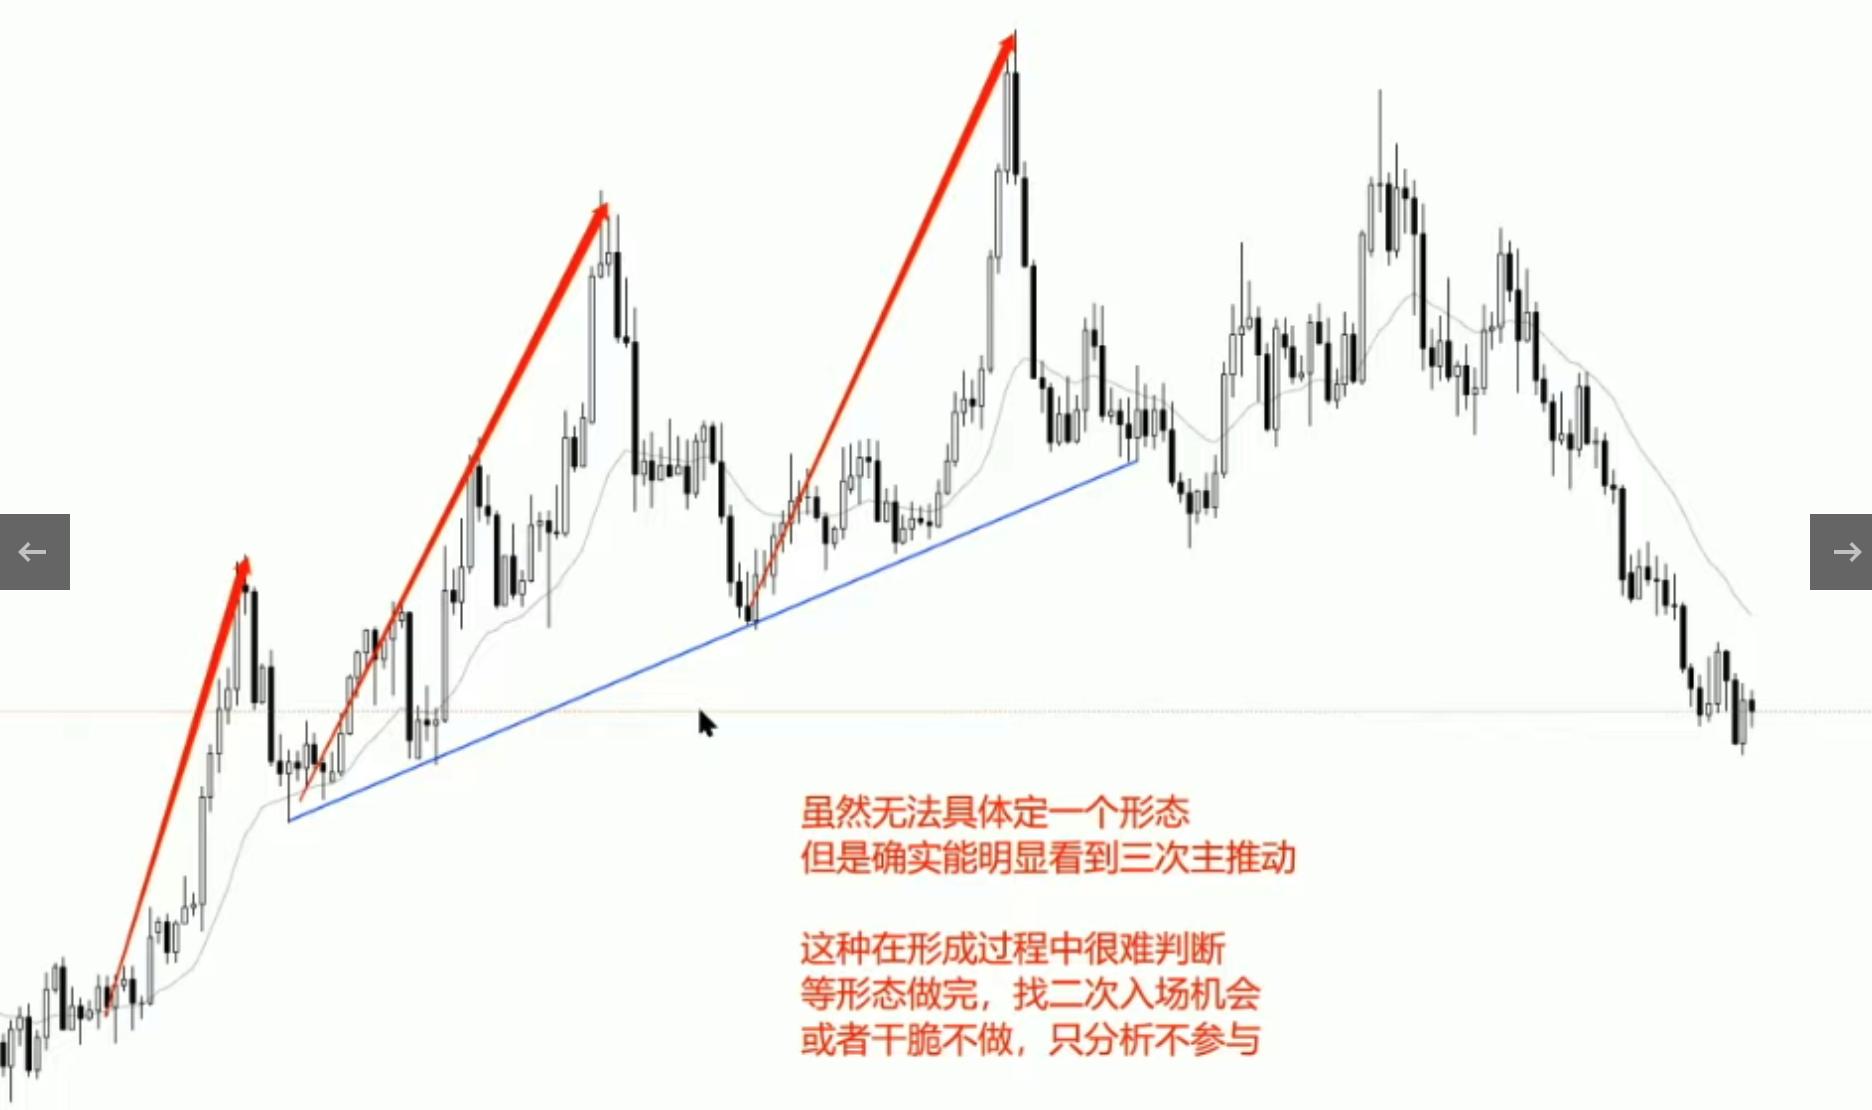 虽然无法具体定一个形态
但是确实能明显看到三次主推动
这种在形成过程中很难判断
等形态做完，找二次入场机会
或者干脆不做，只分析不参与